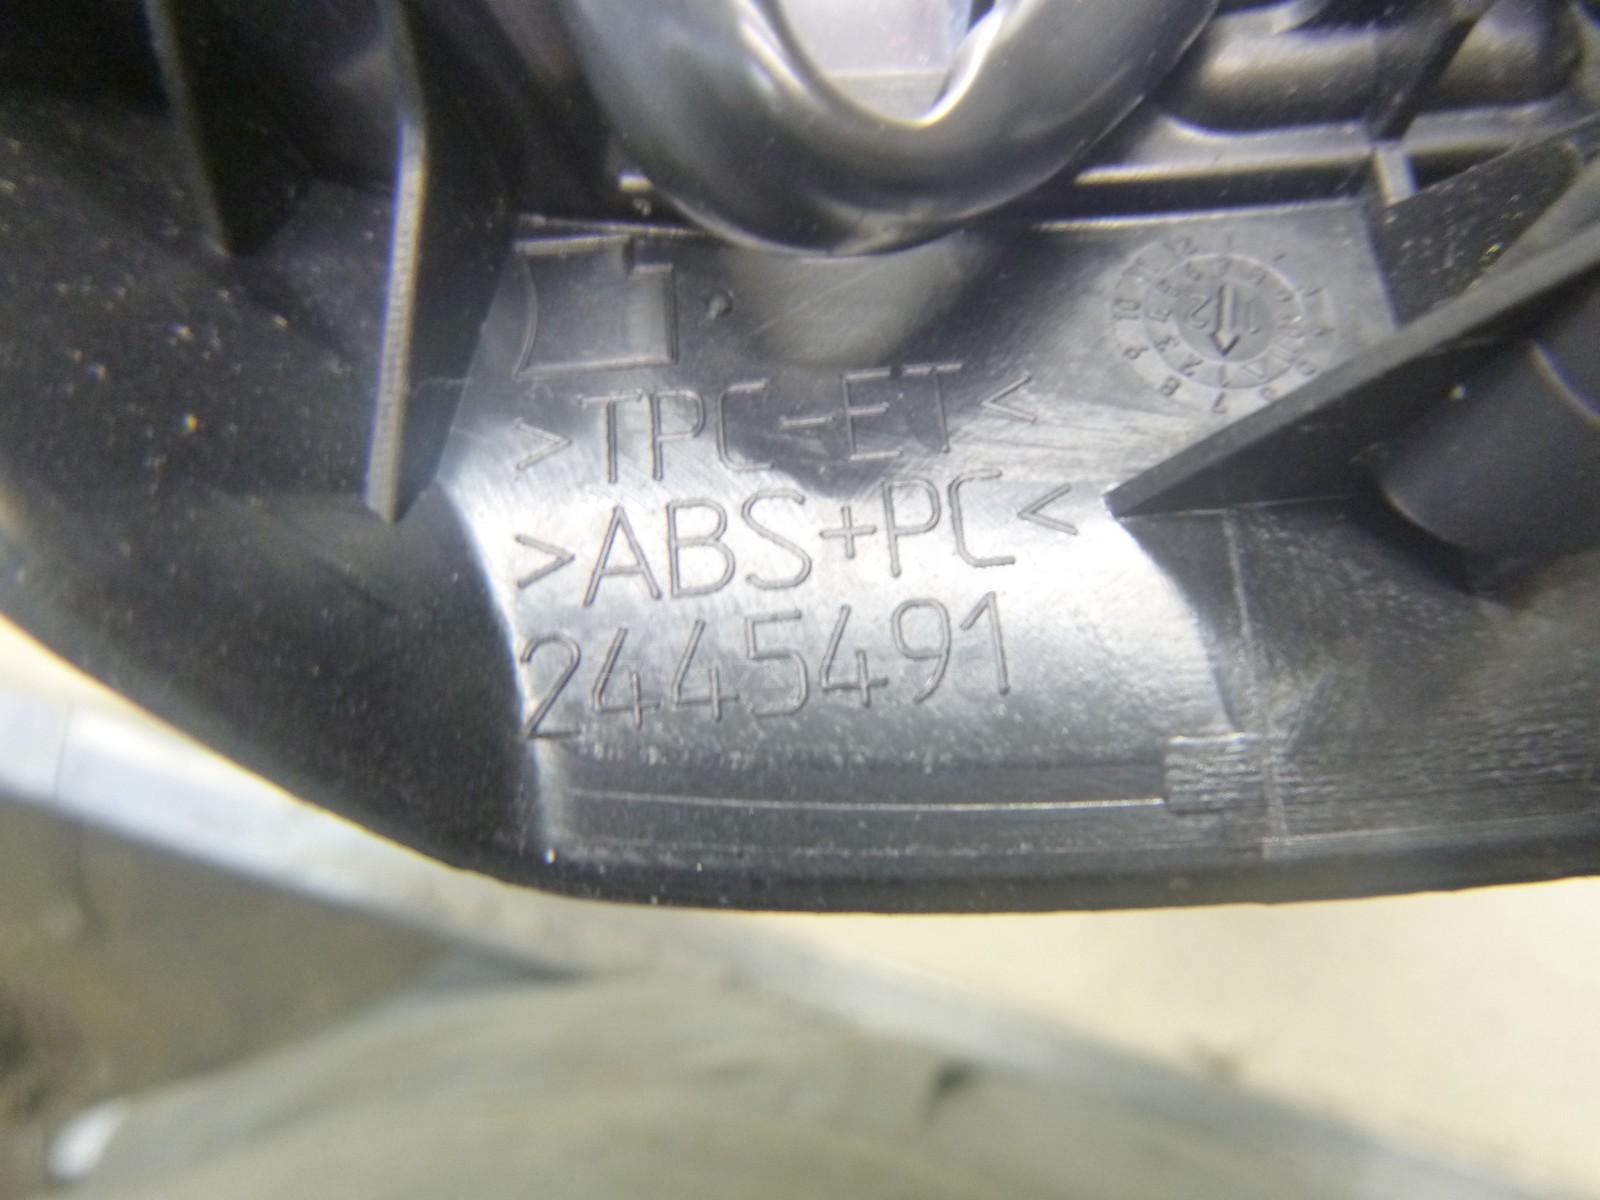 >TPC-ET<
>ABS+PC<
2445491